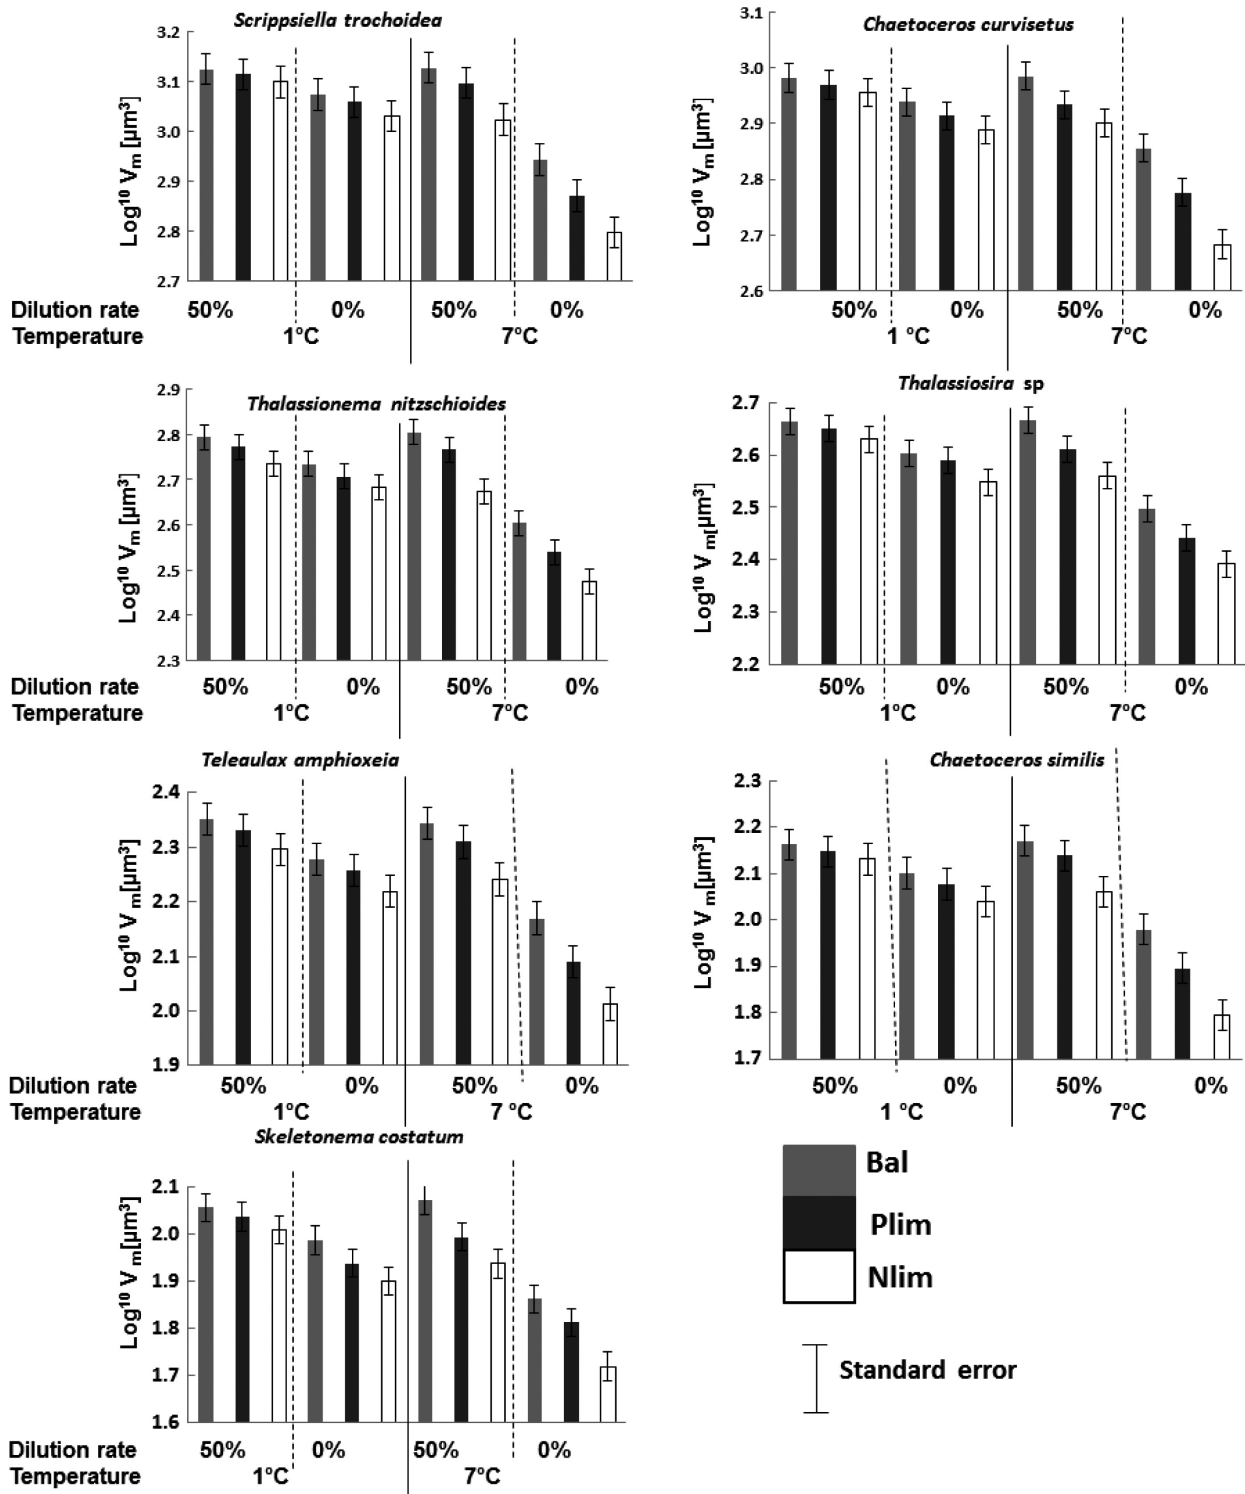 Scrippsiella trochoidea
Log10 Vm [µm3]
3.2
3.1
3.0
2.9
2.8
2.7
Dilution rate 50% 0% 50% 0%
Temperature 1°C 7°C
Chaetoceros curvisetus
Log10 Vm [µm3]
3.1
3.0
2.9
2.8
2.7
2.6
50% 0% 50% 0%
1 °C 7°C
Thalassionema nitzschioides
Log10 Vm [µm3]
2.9
2.8
2.7
2.6
2.5
2.4
2.3
Dilution rate 50% 0% 50% 0%
Temperature 1°C 7°C
Thalassiosira sp
Log10 V m[µm3]
2.7
2.6
2.5
2.4
2.3
2.2
50% 0% 50% 0%
1°C 7°C
Teleaulax amphioxeia
Log10 V m[µm3]
2.4
2.3
2.2
2.1
2.0
1.9
Dilution rate 50% 0% 50% 0%
Temperature 1°C 7 °C
Chaetoceros similis
Log10 V m[µm3]
2.3
2.2
2.1
2.0
1.9
1.8
1.7
50% 0% 50% 0%
1 °C 7°C
Skeletonema costatum
Log10 V m[µm3]
2.1
2.0
1.9
1.8
1.7
1.6
Dilution rate 50% 0% 50% 0%
Temperature 1°C 7°C
Bal
Plim
Nlim
Standard error